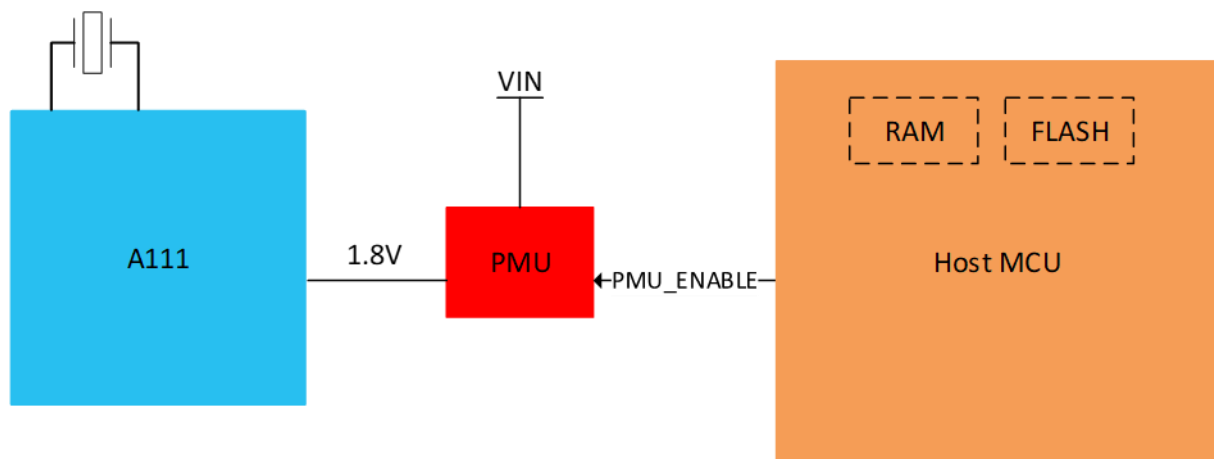 VIN
RAM
FLASH
A111
1.8V
PMU
PMU_ENABLE
Host MCU